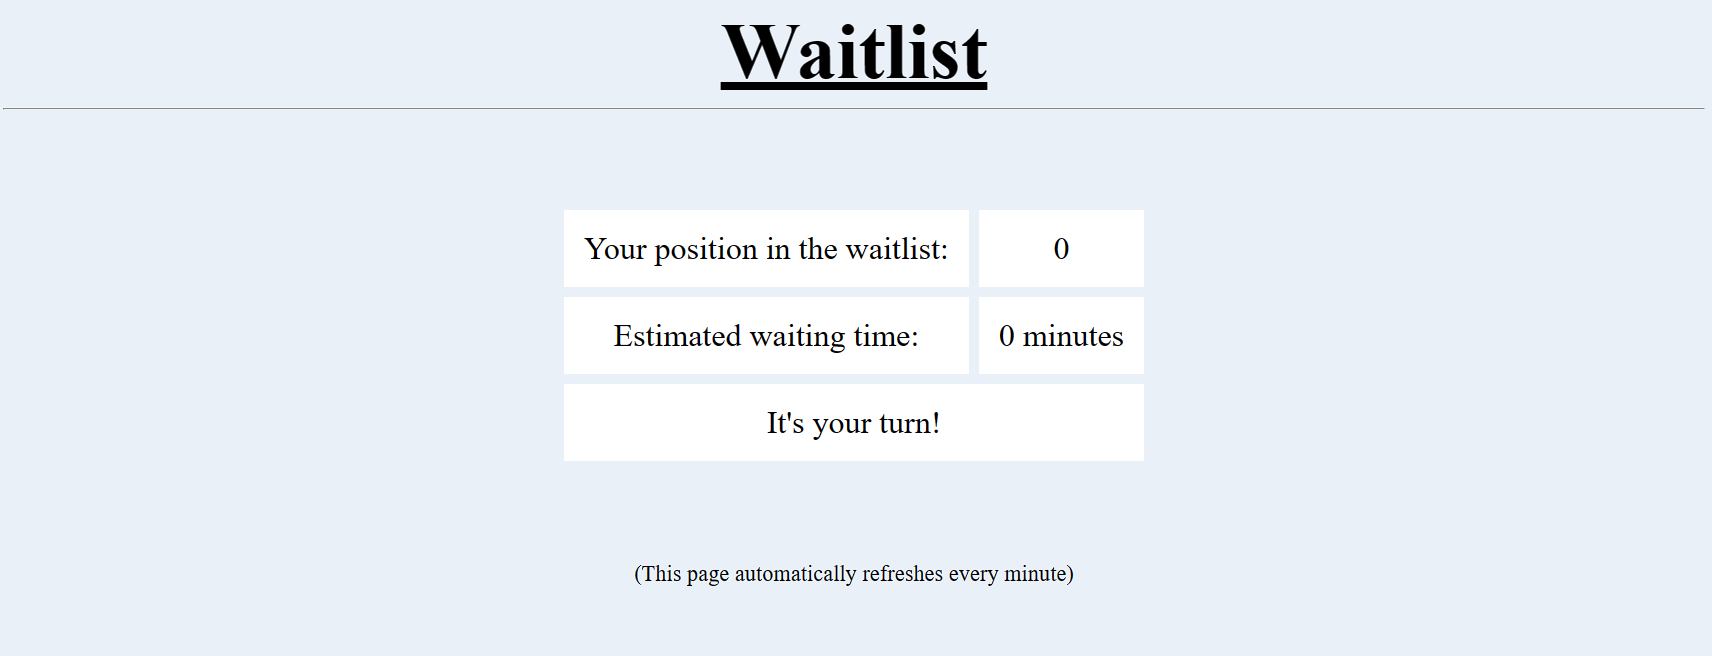 Waitlist
Your position in the waitlist: 0
Estimated waiting time: 0 minutes
It's your turn!
(This page automatically refreshes every minute)